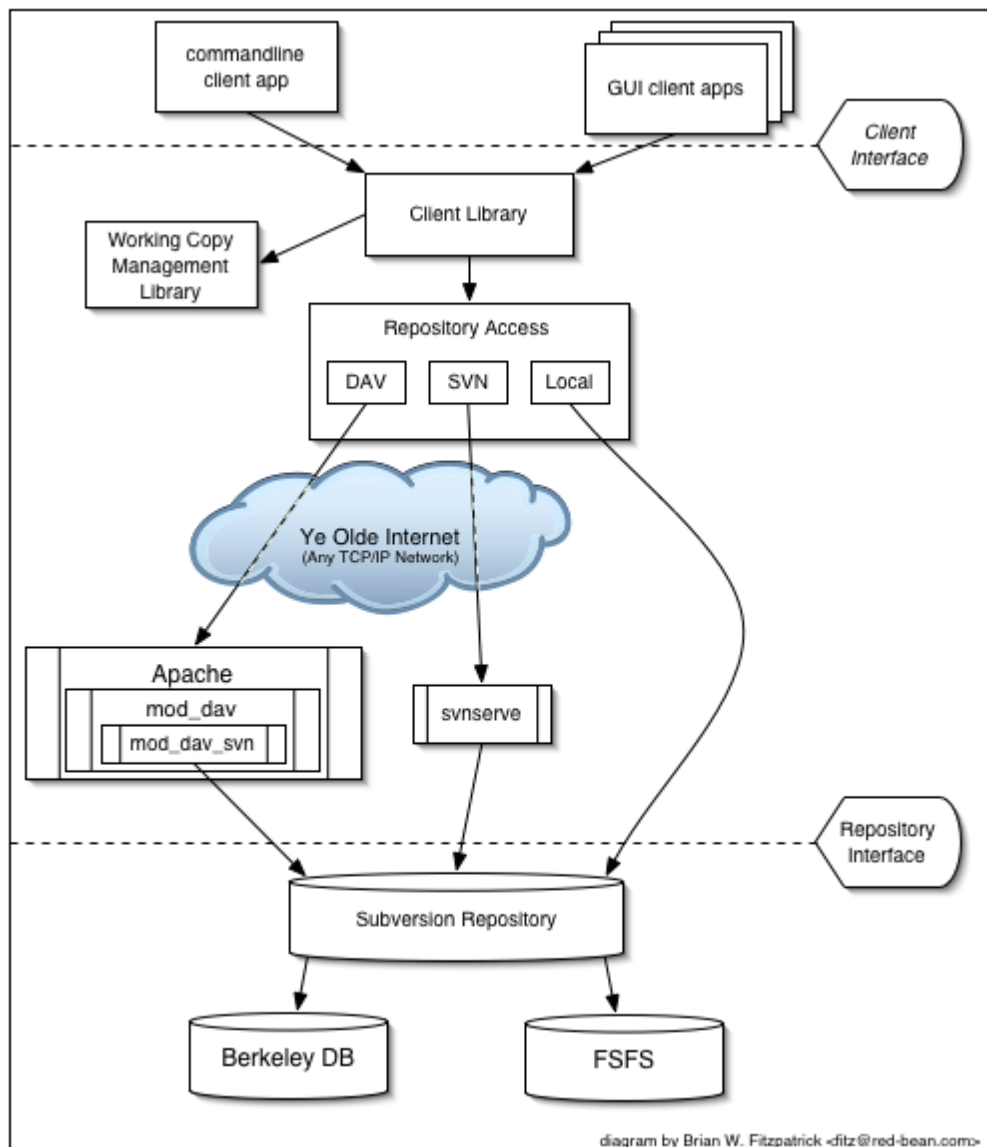 commandline
client app
GUI client apps
Client
Interface
Client Library
Working Copy
Management
Library
Repository Access
DAV
SVN
Local
Ye Olde Internet
(Any TCP/IP Network)
Apache
mod_dav
mod_dav_svn
svnserve
Repository
Interface
Subversion Repository
Berkeley DB
FSFS
diagram by Brian W. Fitzpatrick <fitz@red-bean.com>